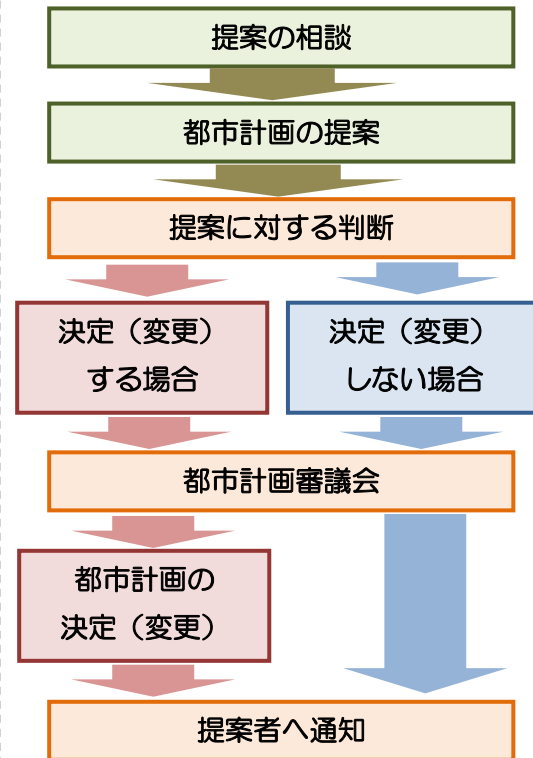 提案の相談
都市計画の提案
提案に対する判断
決定（変更）
する場合
決定（変更）
しない場合
都市計画審議会
都市計画の
決定（変更）
提案者へ通知